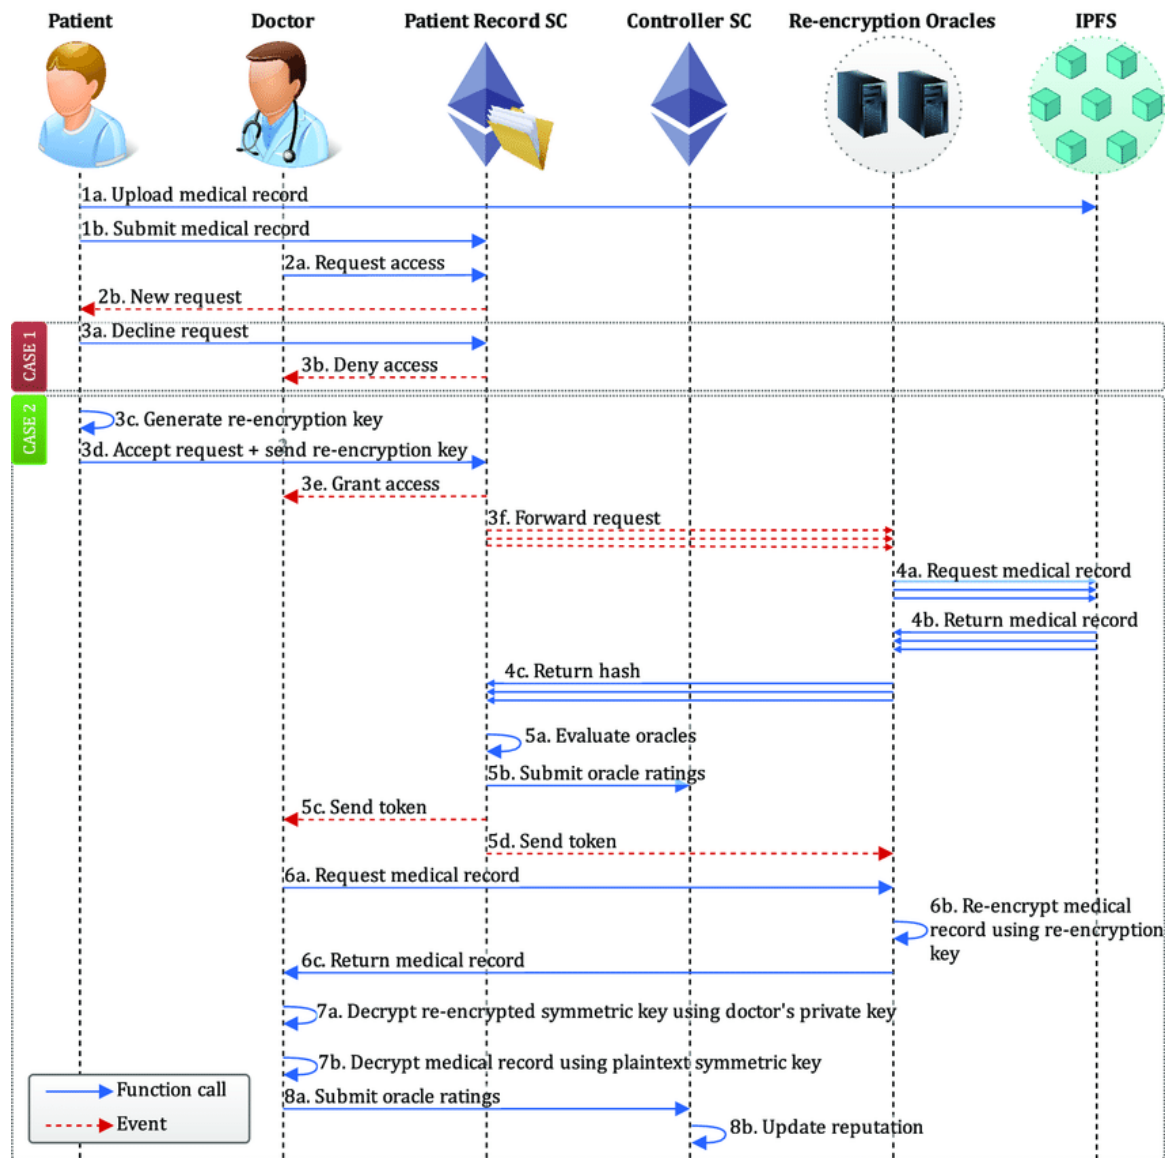 Patient
Doctor
Patient Record SC
Controller SC
Re-encryption Oracles
IPFS
1a. Upload medical record
1b. Submit medical record
2a. Request access
2b. New request
CASE 1
3a. Decline request
3b. Deny access
CASE 2
3c. Generate re-encryption key
3d. Accept request + send re-encryption key
3e. Grant access
3f. Forward request
4a. Request medical record
4b. Return medical record
4c. Return hash
5a. Evaluate oracles
5b. Submit oracle ratings
5c. Send token
5d. Send token
6a. Request medical record
6b. Re-encrypt medical
record using re-encryption
key
6c. Return medical record
7a. Decrypt re-encrypted symmetric key using doctor's private key
7b. Decrypt medical record using plaintext symmetric key
8a. Submit oracle ratings
8b. Update reputation
Function call
Event